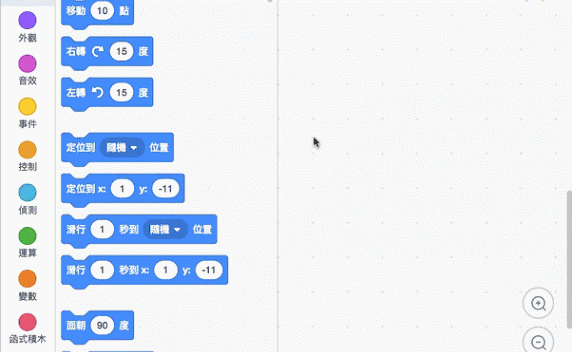 外觀
音效
事件
控制
偵測
運算
變數
函式積木
移動 10 點
右轉 15 度
左轉 15 度
定位到 隨機 位置
定位到 x: 1 y: -11
滑行 1 秒到 隨機 位置
滑行 1 秒到 x: 1 y: -11
面朝 90 度